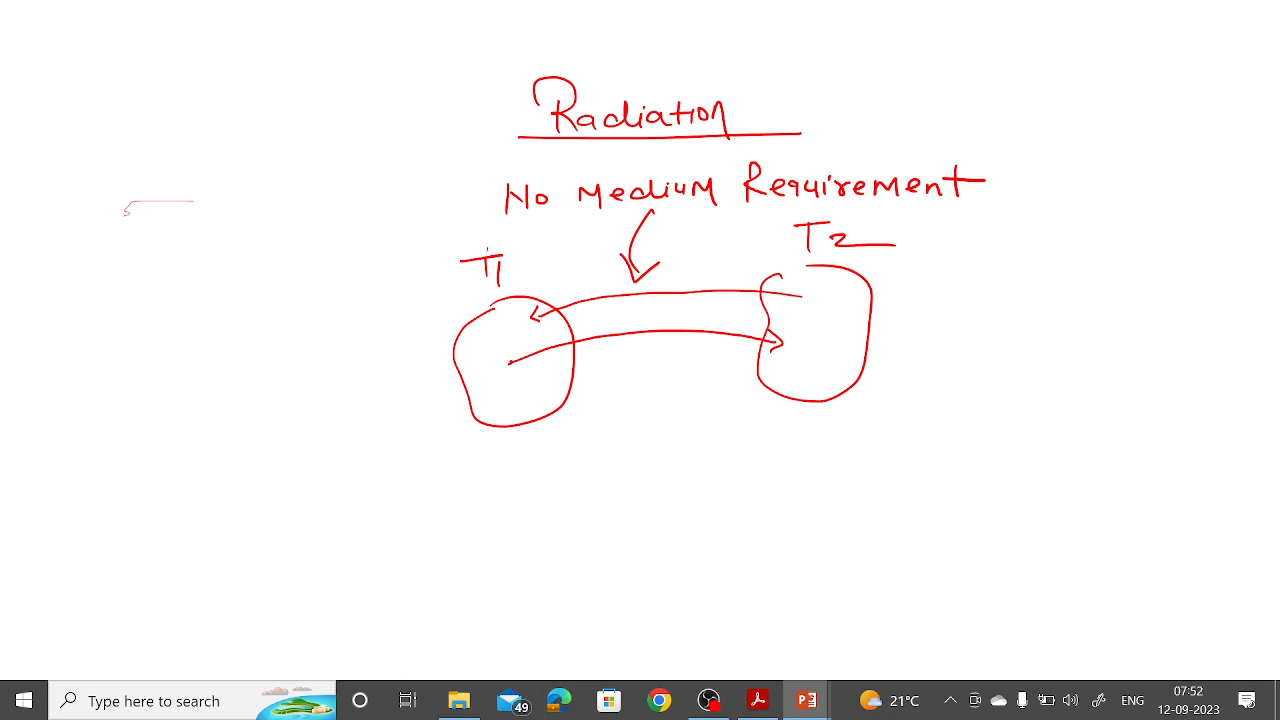 Radiation
No Medium Requirement
T2
T1
Type here to search
49
21°C
ENG
07:52
12-09-2023